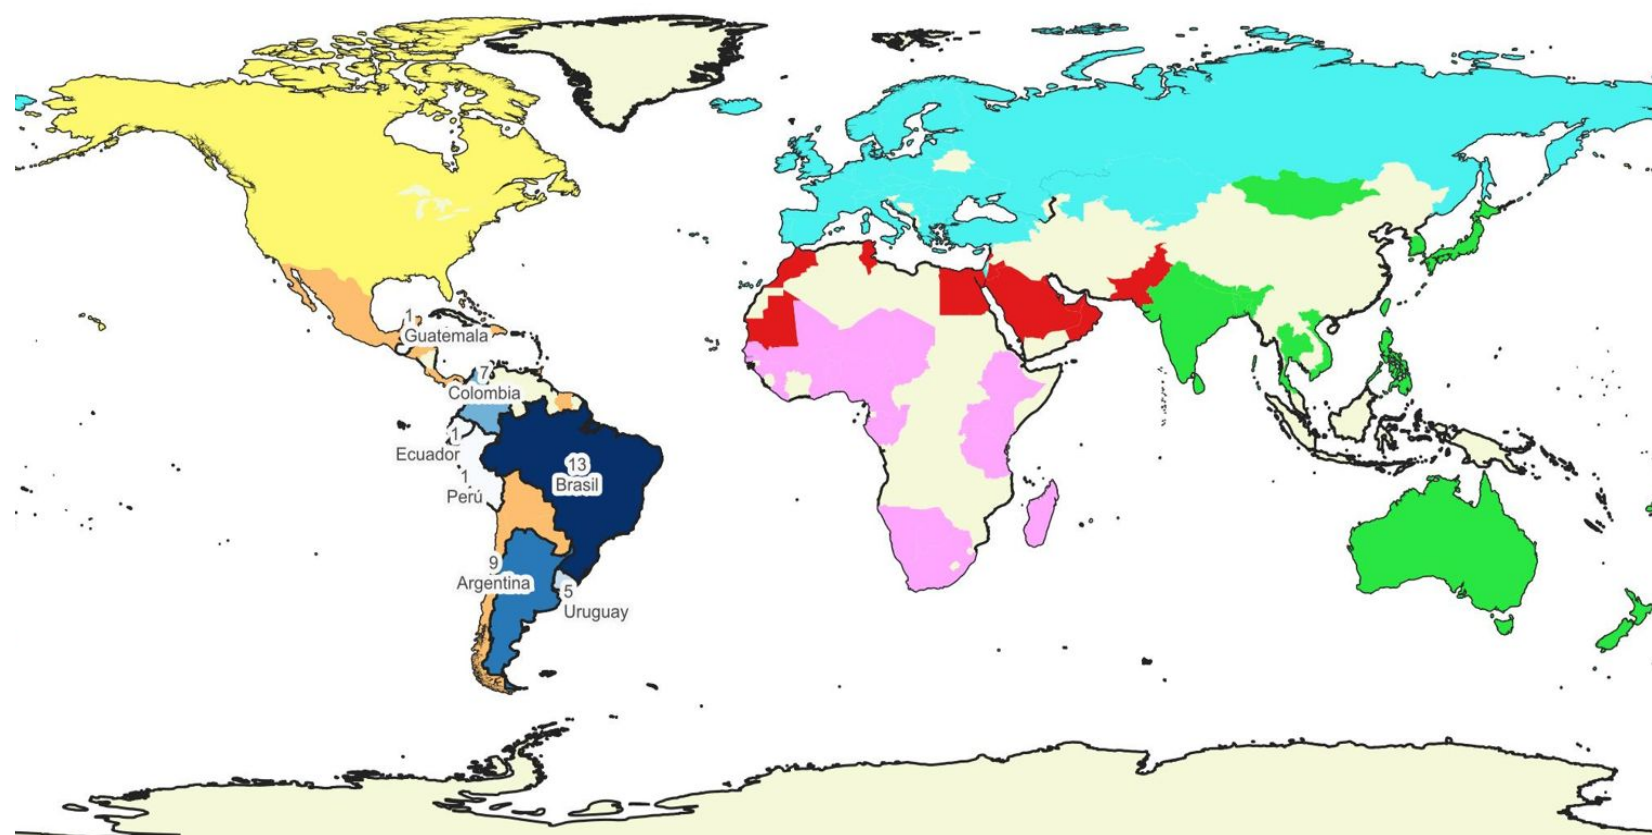 1
Guatemala
7
Colombia
1
Ecuador
13
Brasil
1
Perú
9
Argentina
5
Uruguay